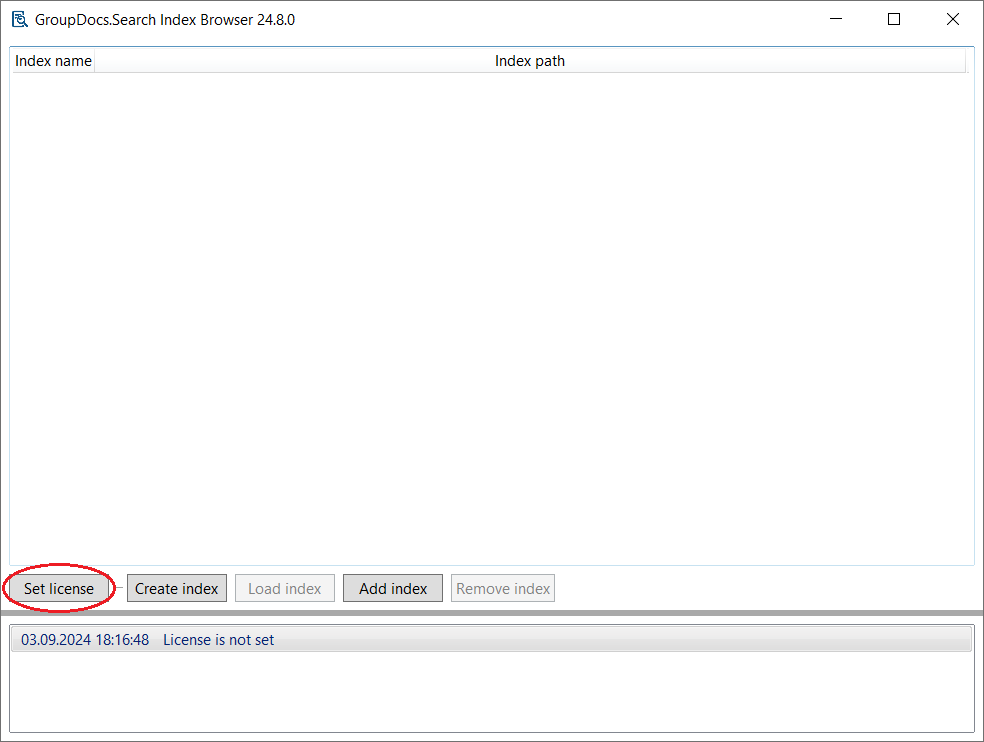 GroupDocs.Search Index Browser 24.8.0
Index name Index path
Set license Create index Load index Add index Remove index
03.09.2024 18:16:48 License is not set